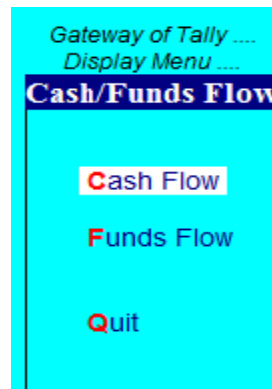 Gateway of Tally ....
Display Menu ....
Cash/Funds Flow
Cash Flow
Funds Flow
Quit